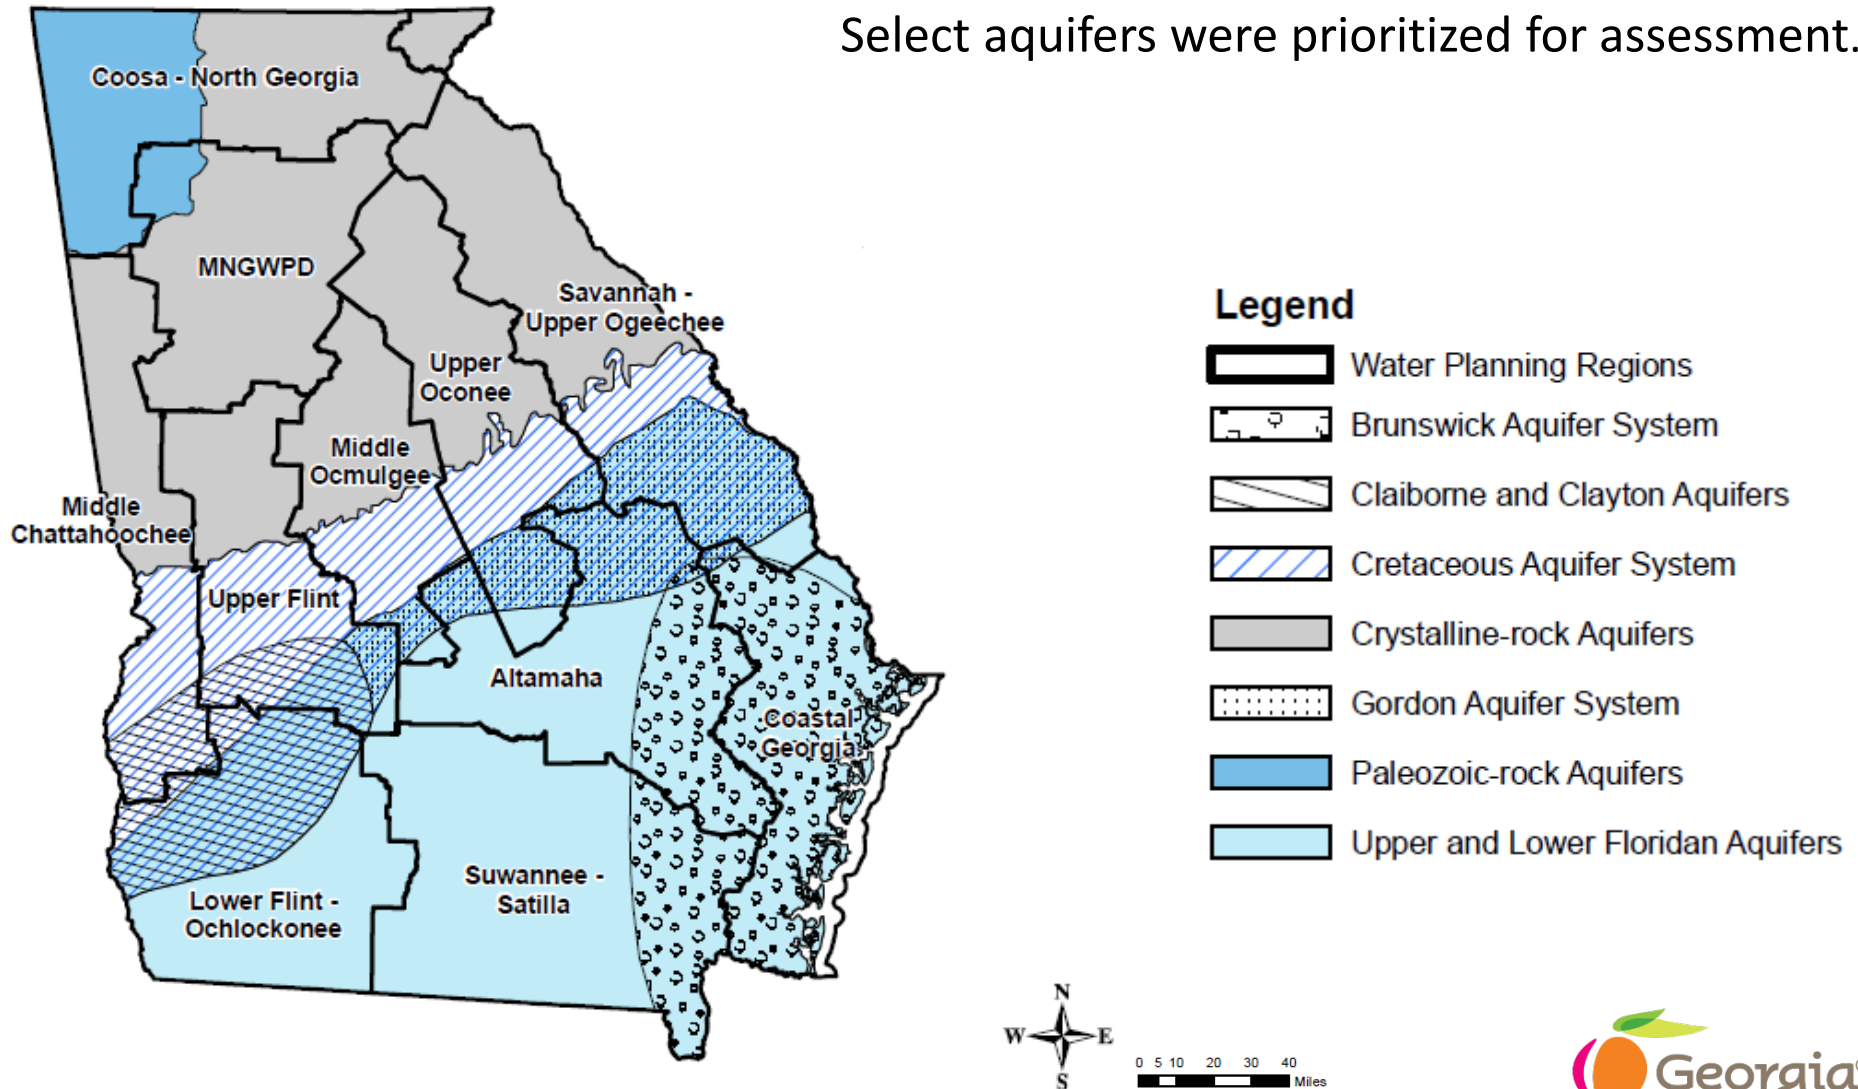 Select aquifers were prioritized for assessment.
Coosa - North Georgia
MNGWPD
Savannah -
Upper Ogeechee
Upper
Oconee
Middle
Ocmulgee
Middle
Chattahoochee
Upper Flint
Altamaha
Coastal
Georgia
Suwannee -
Satilla
Lower Flint -
Ochlockonee
Legend
Water Planning Regions
Brunswick Aquifer System
Claiborne and Clayton Aquifers
Cretaceous Aquifer System
Crystalline-rock Aquifers
Gordon Aquifer System
Paleozoic-rock Aquifers
Upper and Lower Floridan Aquifers
N
W E
S
0 5 10 20 30 40
Miles
Georgia